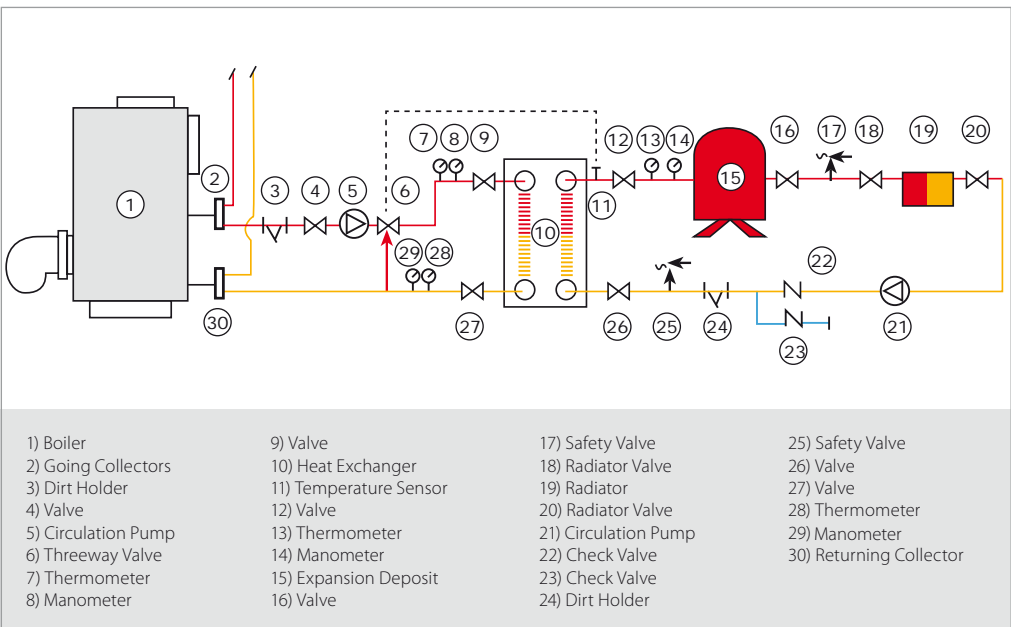 7 8 9 12 13 14 16 17 18 19 20
2 3 4 5 6 15
1 11
10
29 28 22
30 27 26 25 24 21
23
1) Boiler
2) Going Collectors
3) Dirt Holder
4) Valve
5) Circulation Pump
6) Threeway Valve
7) Thermometer
8) Manometer
9) Valve
10) Heat Exchanger
11) Temperature Sensor
12) Valve
13) Thermometer
14) Manometer
15) Expansion Deposit
16) Valve
17) Safety Valve
18) Radiator Valve
19) Radiator
20) Radiator Valve
21) Circulation Pump
22) Check Valve
23) Check Valve
24) Dirt Holder
25) Safety Valve
26) Valve
27) Valve
28) Thermometer
29) Manometer
30) Returning Collector